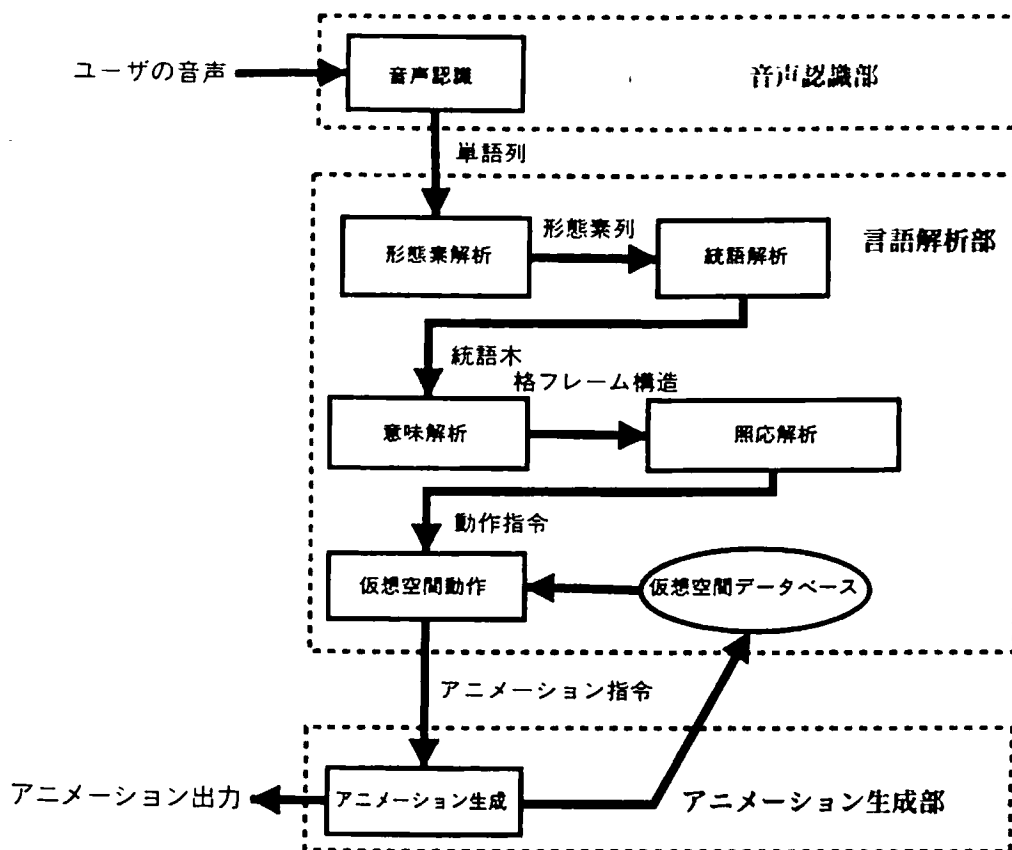 ユーザの音声
音声認識
音声認識部
単語列
形態素解析
形態素列
統語解析
言語解析部
統語木
格フレーム構造
意味解析
照応解析
動作指令
仮想空間動作
仮想空間データベース
アニメーション指令
アニメーション出力
アニメーション生成
アニメーション生成部